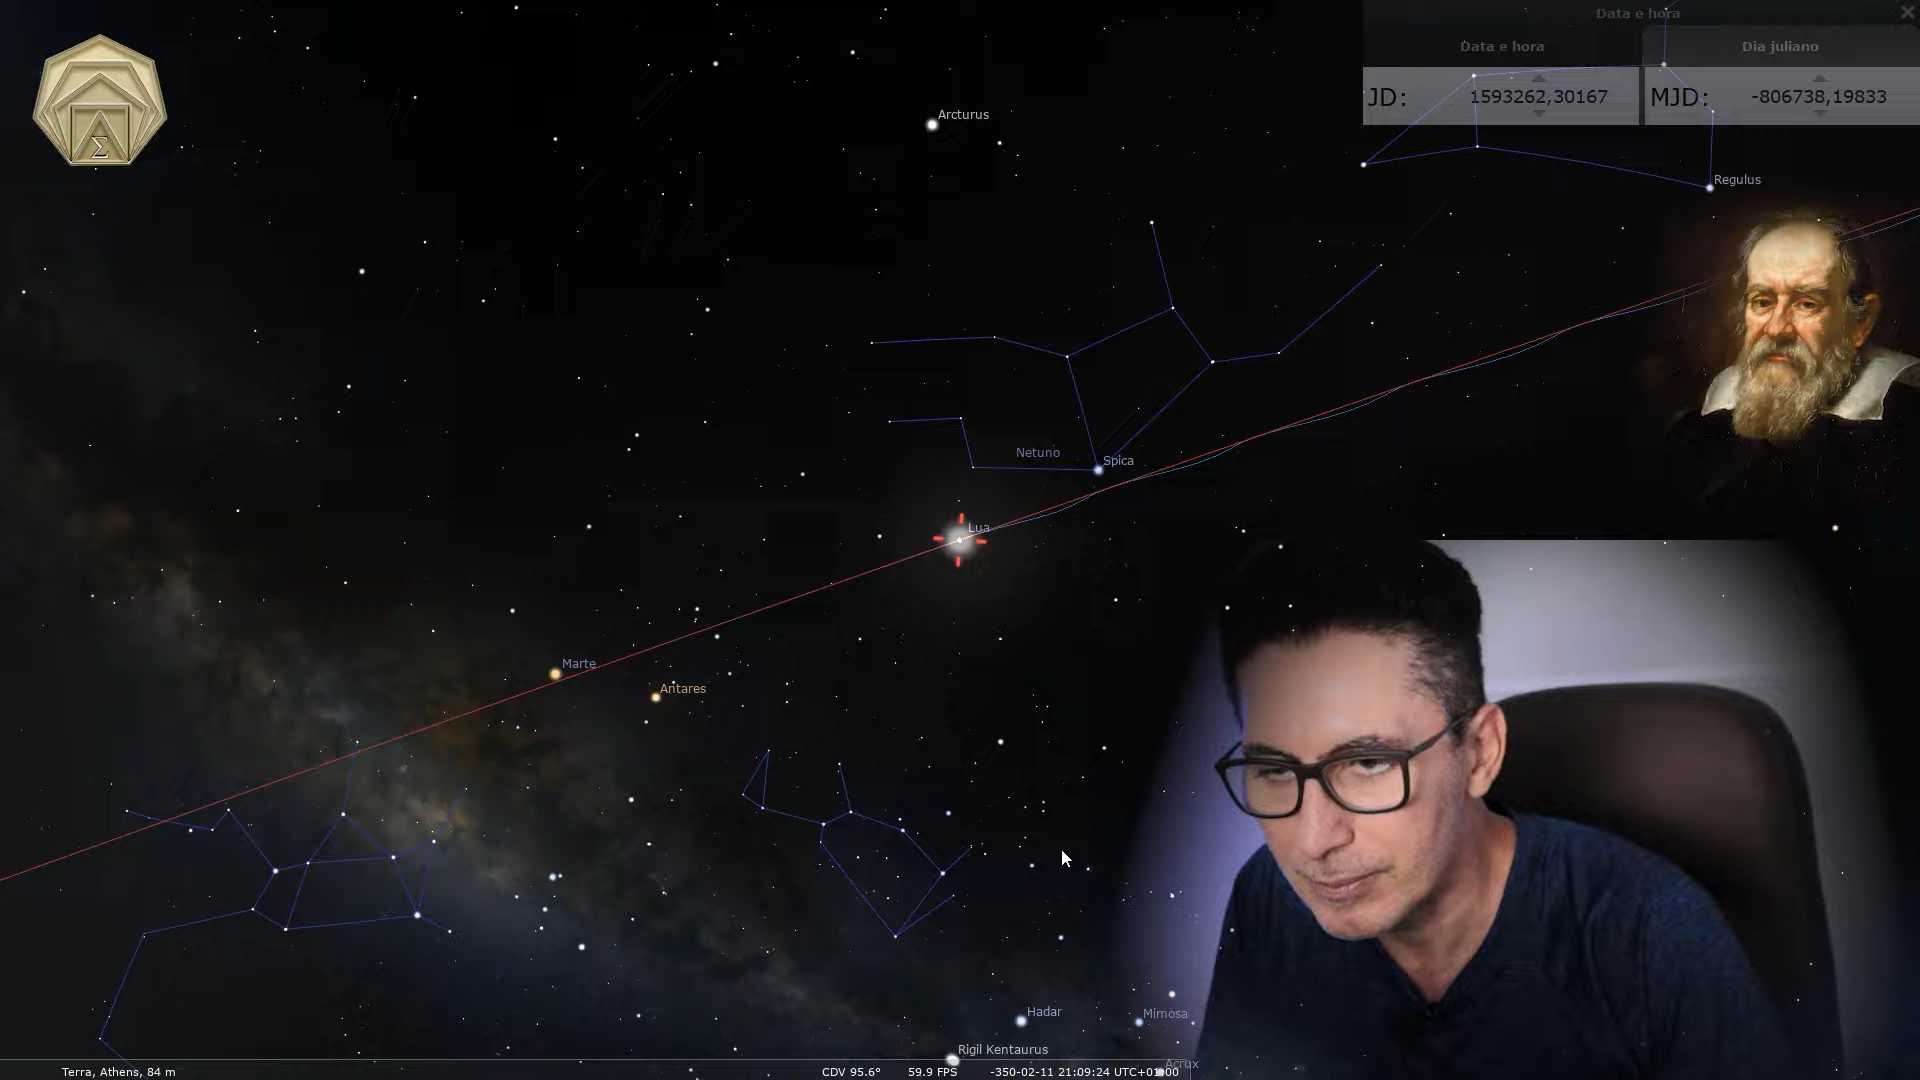 Data e hora
Data e hora
Dia juliano
JD:
1593262,30167
MJD:
-806738,19833
Σ
Arcturus
Regulus
Netuno
Spica
Lua
Marte
Antares
Hadar
Mimosa
Rigil Kentaurus
Acrux
Terra, Athens, 84 m
CDV 95.6°
59.9 FPS
-350-02-11 21:09:24 UTC+01:00